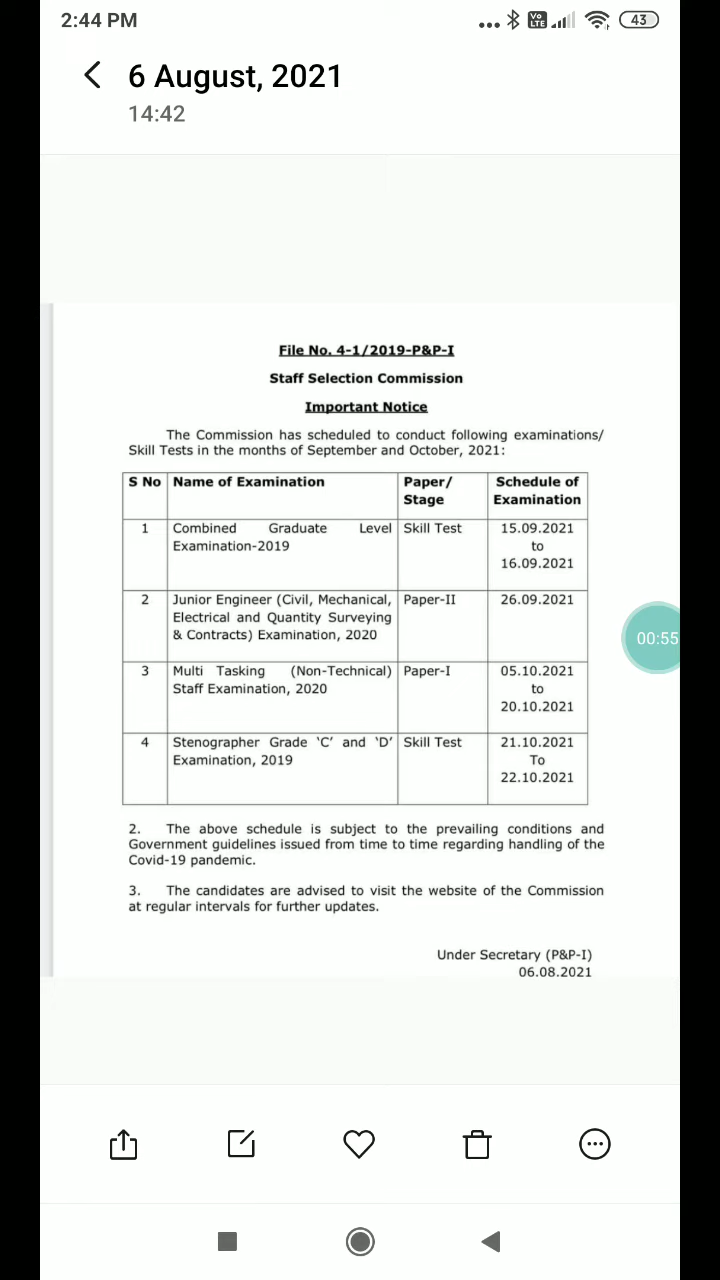 2:44 PM
Vo LTE
43
6 August, 2021
14:42
File No. 4-1/2019-P&P-I
Staff Selection Commission
Important Notice
The Commission has scheduled to conduct following examinations/
Skill Tests in the months of September and October, 2021:
S No Name of Examination Paper/ Stage Schedule of Examination
1 Combined Graduate Level Examination-2019 Skill Test 15.09.2021 to 16.09.2021
2 Junior Engineer (Civil, Mechanical, Electrical and Quantity Surveying & Contracts) Examination, 2020 Paper-II 26.09.2021
3 Multi Tasking (Non-Technical) Staff Examination, 2020 Paper-I 05.10.2021 to 20.10.2021
4 Stenographer Grade ‘C’ and ‘D’ Examination, 2019 Skill Test 21.10.2021 To 22.10.2021
00:55
2. The above schedule is subject to the prevailing conditions and
Government guidelines issued from time to time regarding handling of the
Covid-19 pandemic.
3. The candidates are advised to visit the website of the Commission
at regular intervals for further updates.
Under Secretary (P&P-I)
06.08.2021